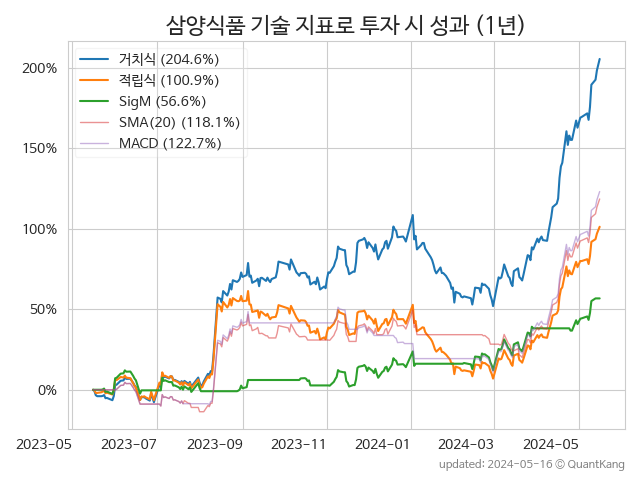 삼양식품 기술 지표로 투자 시 성과 (1년)
거치식 (204.6%)
적립식 (100.9%)
SigM (56.6%)
SMA(20) (118.1%)
MACD (122.7%)
200%
150%
100%
50%
0%
2023-05 2023-07 2023-09 2023-11 2024-01 2024-03 2024-05
updated: 2024-05-16 © QuantKang